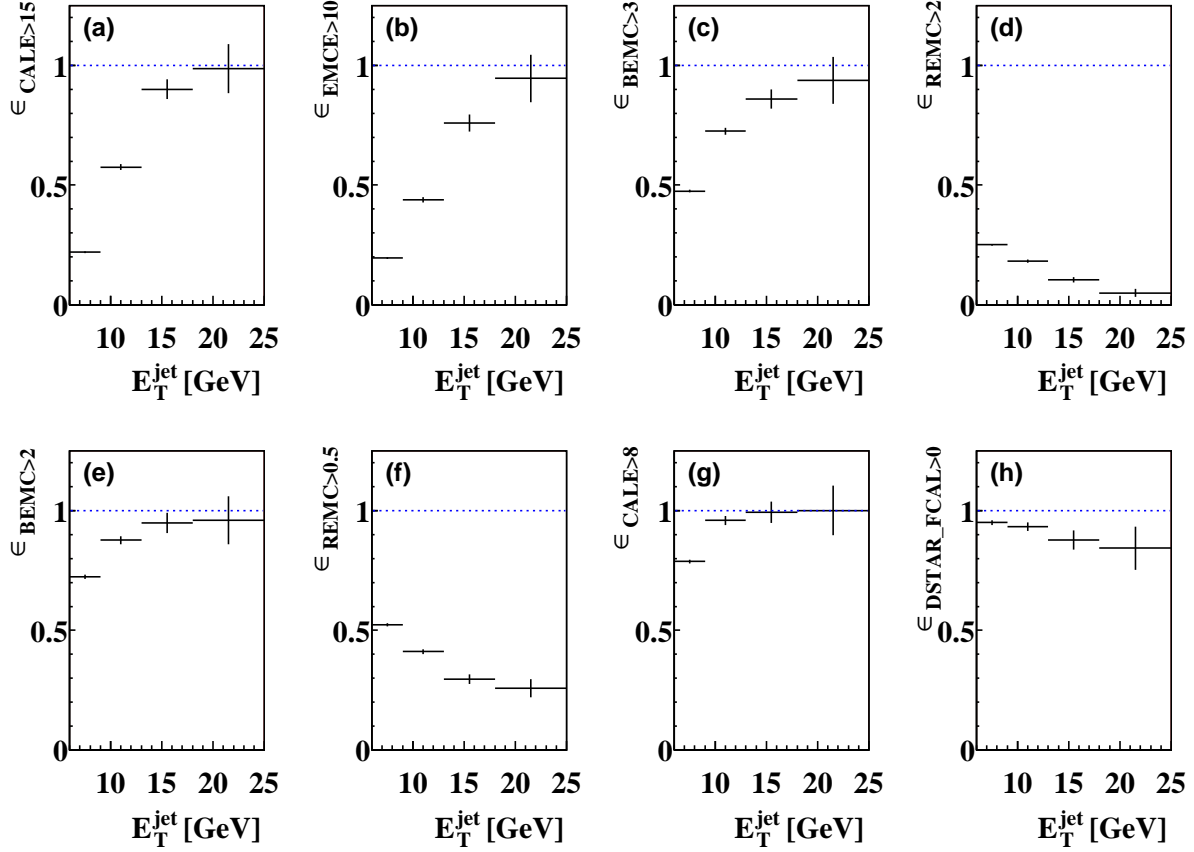 (a)
∈ CALE>15
1
0.5
0
10 15 20 25
E_T^jet [GeV]
(b)
∈ EMCE>10
1
0.5
0
10 15 20 25
E_T^jet [GeV]
(c)
∈ BEMC>3
1
0.5
0
10 15 20 25
E_T^jet [GeV]
(d)
∈ REMC>2
1
0.5
0
10 15 20 25
E_T^jet [GeV]
(e)
∈ BEMC>2
1
0.5
0
10 15 20 25
E_T^jet [GeV]
(f)
∈ REMC>0.5
1
0.5
0
10 15 20 25
E_T^jet [GeV]
(g)
∈ CALE>8
1
0.5
0
10 15 20 25
E_T^jet [GeV]
(h)
∈ DSTAR_FCAL>0
1
0.5
0
10 15 20 25
E_T^jet [GeV]